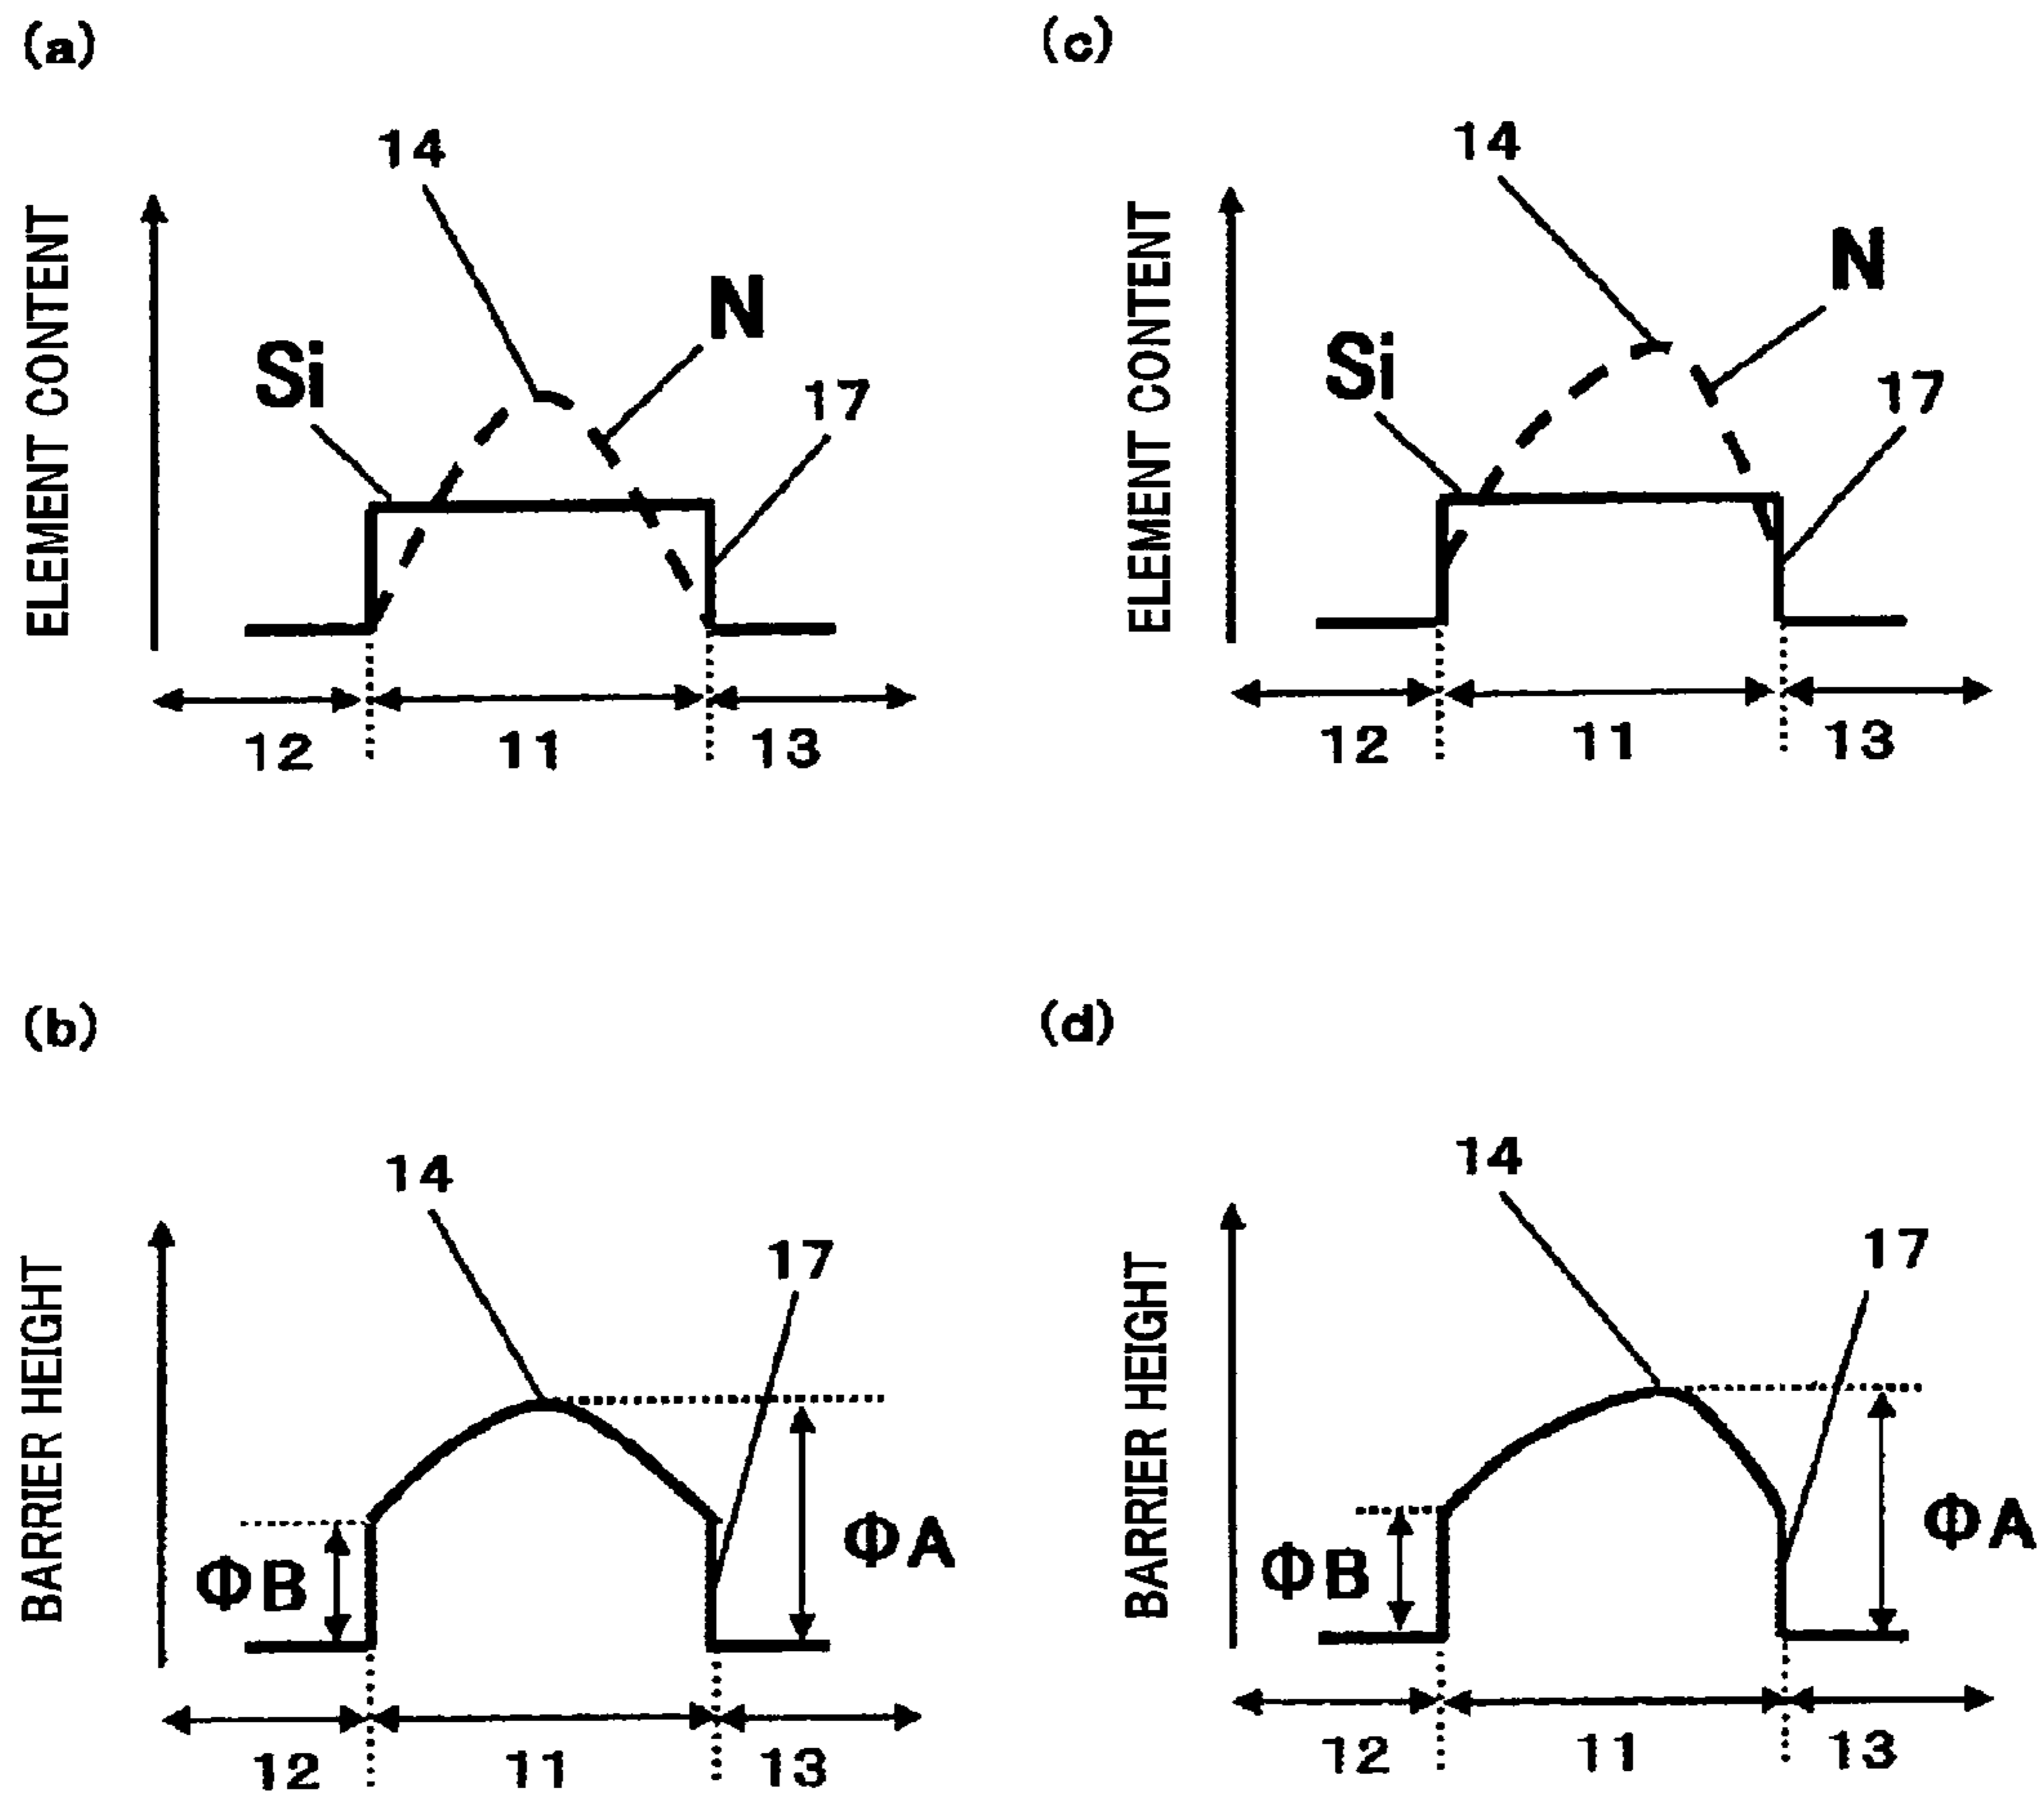 (a)
14
N
Si
17
ELEMENT CONTENT
12
11
13
(c)
14
N
Si
17
ELEMENT CONTENT
12
11
13
(b)
14
17
BARRIER HEIGHT
ΦB
ΦA
12
11
13
(d)
14
17
BARRIER HEIGHT
ΦB
ΦA
12
11
13